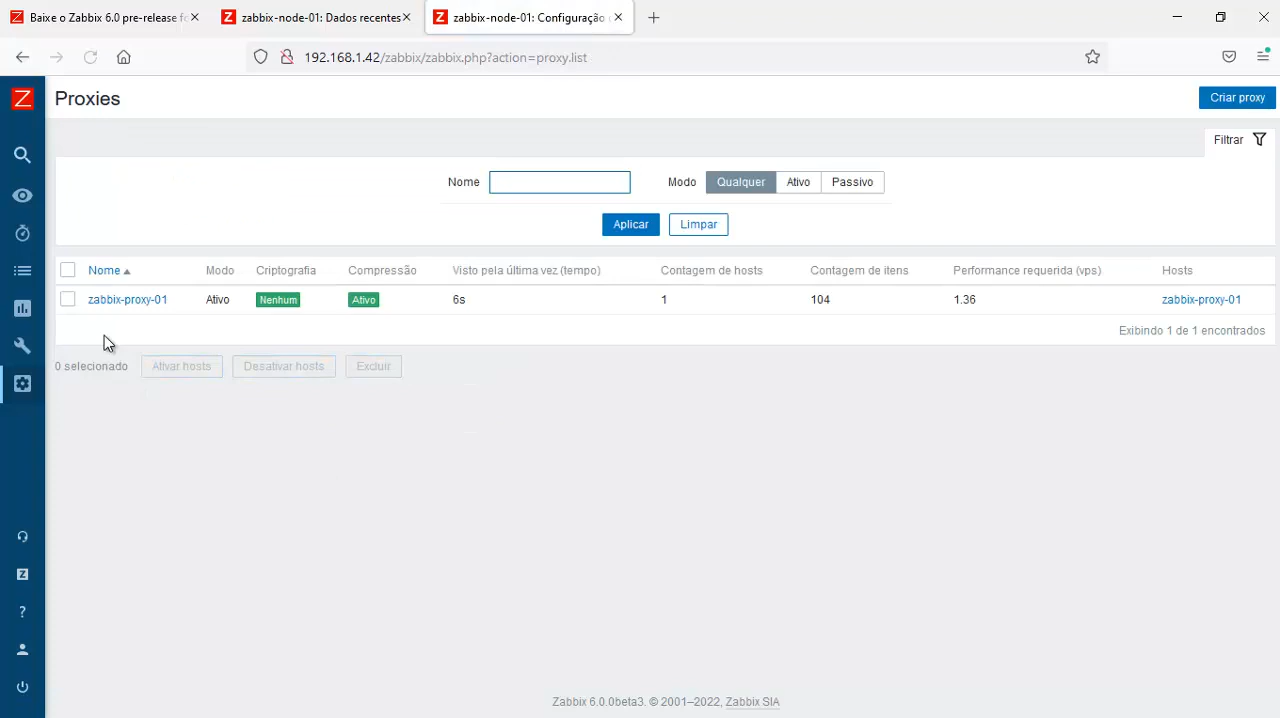 Baixe o Zabbix 6.0 pre-release fo
zabbix-node-01: Dados recentes
zabbix-node-01: Configuração
192.168.1.42/zabbix/zabbix.php?action=proxy.list
Z
Proxies
Criar proxy
Filtrar
Nome
Modo
Qualquer
Ativo
Passivo
Aplicar
Limpar
Nome Modo Criptografia Compressão Visto pela última vez (tempo) Contagem de hosts Contagem de itens Performance requerida (vps) Hosts
zabbix-proxy-01 Ativo Nenhum Ativo 6s 1 104 1.36 zabbix-proxy-01
Exibindo 1 de 1 encontrados
0 selecionado Ativar hosts Desativar hosts Excluir
Z
?
Zabbix 6.0.0beta3. © 2001–2022, Zabbix SIA